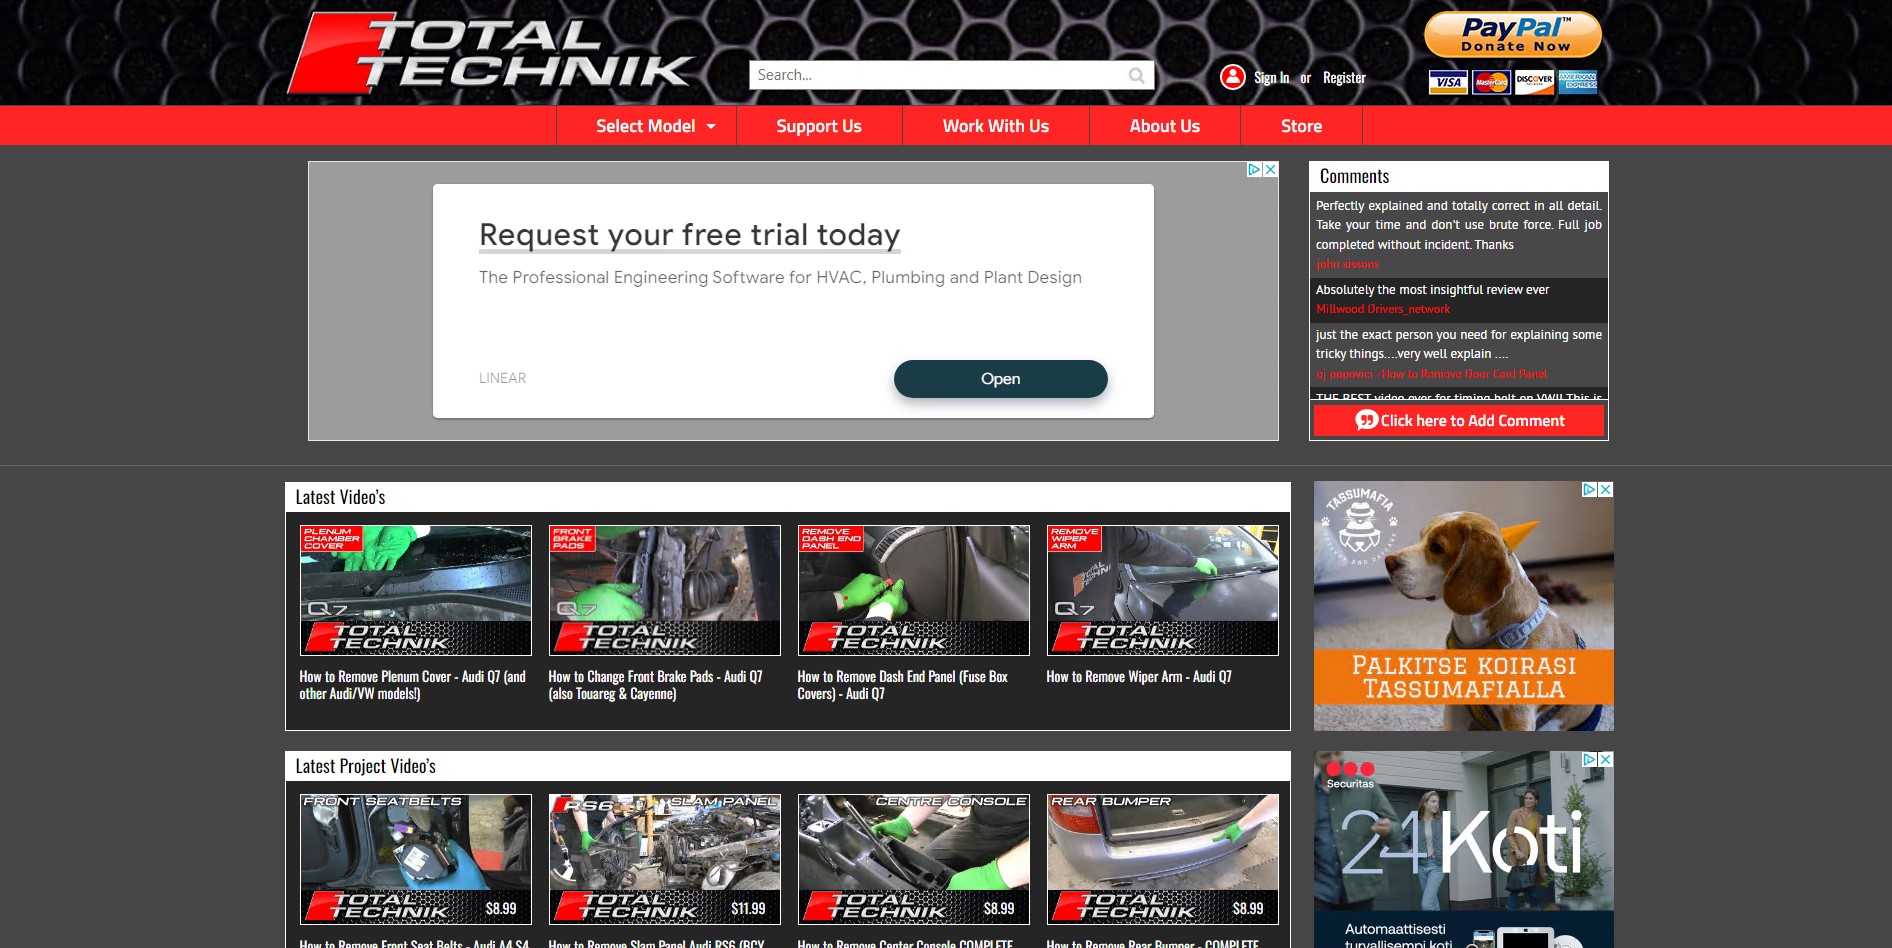 TOTAL
TECHNIK
Search...
Sign In or Register
PayPal™
Donate Now
VISA
MasterCard
DISCOVER
AMERICAN
EXPRESS
Select Model
Support Us
Work With Us
About Us
Store
Request your free trial today
The Professional Engineering Software for HVAC, Plumbing and Plant Design
LINEAR
Open
Comments
Perfectly explained and totally correct in all detail.
Take your time and don't use brute force. Full job
completed without incident. Thanks
john sissons
Absolutely the most insightful review ever
Millwood Drivers_network
just the exact person you need for explaining some
tricky things....very well explain ....
oj popovici - How to Remove Door Card Panel
THE BEST video ever for timing belt on VW!! This is
Click here to Add Comment
Latest Video's
PLENUM
CHAMBER
COVER
Q7
TOTAL
TECHNIK
How to Remove Plenum Cover - Audi Q7 (and
other Audi/VW models!)
FRONT
BRAKE
PADS
Q7
TOTAL
TECHNIK
How to Change Front Brake Pads - Audi Q7
(also Touareg & Cayenne)
REMOVE
DASH END
PANEL
TOTAL
TECHNIK
How to Remove Dash End Panel (Fuse Box
Covers) - Audi Q7
REMOVE
WIPER
ARM
Q7
TOTAL
TECHNIK
How to Remove Wiper Arm - Audi Q7
TASSUMAFIA
PALKITSE KOIRASI
TASSUMAFIALLA
Latest Project Video's
FRONT SEATBELTS
TOTAL
TECHNIK
$8.99
How to Remove Front Seat Belts - Audi A4 S4
RS6
SLAM PANEL
TOTAL
TECHNIK
$11.99
How to Remove Slam Panel Audi RS6 (BCY
CENTRE CONSOLE
TOTAL
TECHNIK
$8.99
How to Remove Center Console COMPLETE
REAR BUMPER
TOTAL
TECHNIK
$8.99
How to Remove Rear Bumper - COMPLETE
Securitas
24Koti
Automaattisesti
turvallisempi koti